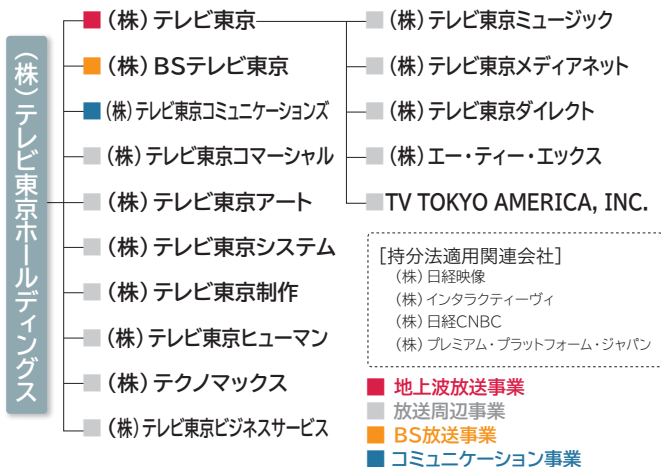 (株)テレビ東京ホールディングス
(株)テレビ東京
(株)BSテレビ東京
(株)テレビ東京コミュニケーションズ
(株)テレビ東京コマーシャル
(株)テレビ東京アート
(株)テレビ東京システム
(株)テレビ東京制作
(株)テレビ東京ヒューマン
(株)テクノマックス
(株)テレビ東京ビジネスサービス
(株)テレビ東京ミュージック
(株)テレビ東京メディアネット
(株)テレビ東京ダイレクト
(株)エー・ティー・エックス
TV TOKYO AMERICA, INC.
[持分法適用関連会社]
(株)日経映像
(株)インタラクティーヴィ
(株)日経CNBC
(株)プレミアム・プラットフォーム・ジャパン
地上波放送事業
放送周辺事業
BS放送事業
コミュニケーション事業